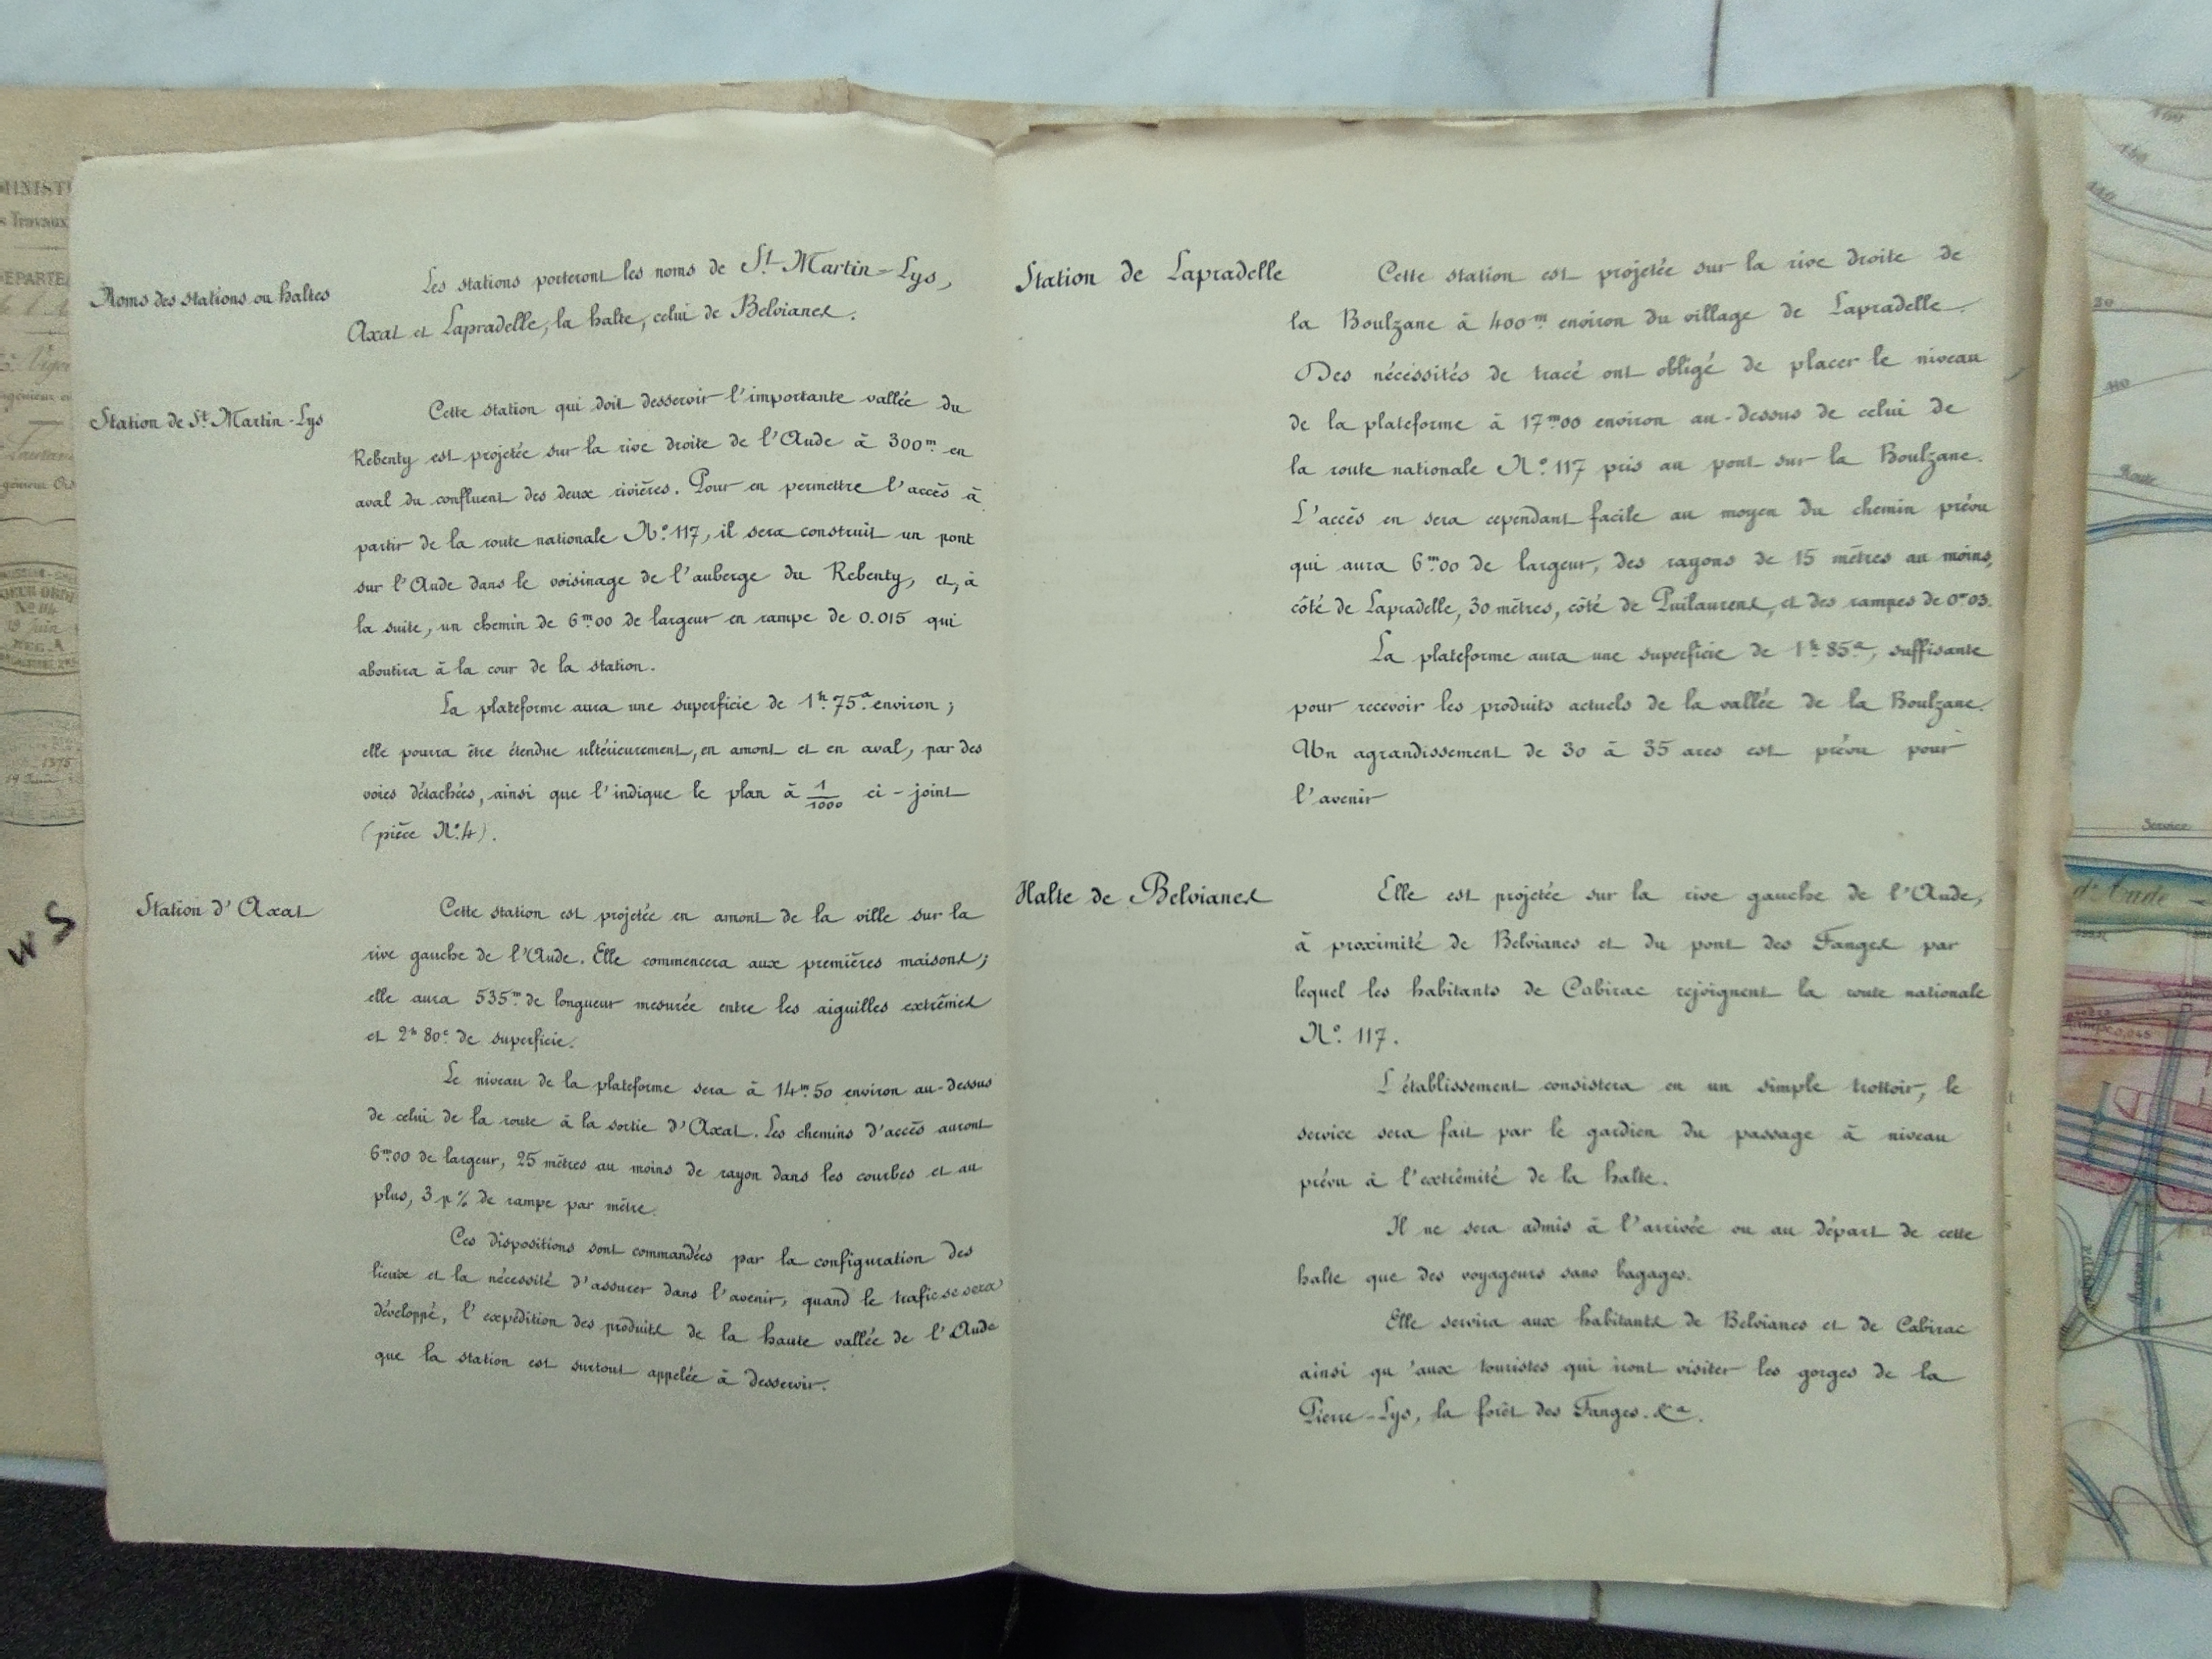 Noms des stations ou haltes
Les stations porteront les noms de St Martin-Lys,
Axat et Lapradelle, la halte, celui de Belvianes.
Station de St Martin-Lys
Cette station qui doit desservir l'importante vallée du
Rebenty est projetée sur la rive droite de l'Aude à 300m en
aval du confluent des deux rivières. Pour en permettre l'accès à
partir de la route nationale No 117, il sera construit un pont
sur l'Aude dans le voisinage de l'auberge du Rebenty, et, à
la suite, un chemin de 6m00 de largeur en rampe de 0.015 qui
aboutira à la cour de la station.
La plateforme aura une superficie de 1h 75a environ;
elle pourra être étendue ultérieurement, en amont et en aval, par des
voies détachées, ainsi que l'indique le plan à 1/1000 ci-joint
(pièce No 4).
Station d'Axat
Cette station est projetée en amont de la ville sur la
rive gauche de l'Aude. Elle commencera aux premières maisons;
elle aura 535m de longueur mesurée entre les aiguilles extrêmes
et 2h 80c de superficie.
Le niveau de la plateforme sera à 14m50 environ au-dessus
de celui de la route à la sortie d'Axat. Les chemins d'accès auront
6m00 de largeur, 25 mètres au moins de rayon dans les courbes et au
plus, 3 p% de rampe par mètre.
Ces dispositions sont commandées par la configuration des
lieux et la nécessité d'assurer dans l'avenir, quand le trafic se sera
développé, l'expédition des produits de la haute vallée de l'Aude
que la station est surtout appelée à desservir.
Station de Lapradelle
Cette station est projetée sur la rive droite de
la Boulzane à 400m environ du village de Lapradelle.
Des nécessités de tracé ont obligé de placer le niveau
de la plateforme à 17m00 environ au-dessus de celui de
la route nationale No 117 pris au pont sur la Boulzane.
L'accès en sera cependant facile au moyen du chemin prévu
qui aura 6m00 de largeur, des rayons de 15 mètres au moins,
côté de Lapradelle, 30 mètres, côté de Puilaurens, et des rampes de 0m03.
La plateforme aura une superficie de 1h 85a, suffisante
pour recevoir les produits actuels de la vallée de la Boulzane.
Un agrandissement de 30 à 35 ares est prévu pour
l'avenir
Halte de Belvianes
Elle est projetée sur la rive gauche de l'Aude,
à proximité de Belvianes et du pont des Fanges par
lequel les habitants de Cabirac rejoignent la route nationale
No 117.
L'établissement consistera en un simple trottoir, le
service sera fait par le gardien du passage à niveau
prévu à l'extrémité de la halte.
Il ne sera admis à l'arrivée ou au départ de cette
halte que des voyageurs sans bagages.
Elle servira aux habitants de Belvianes et de Cabirac
ainsi qu'aux touristes qui iront visiter les gorges de la
Pierre-Lys, la forêt des Fanges. &a.
MINIST
s Travaux
Route
Service
d'Aude